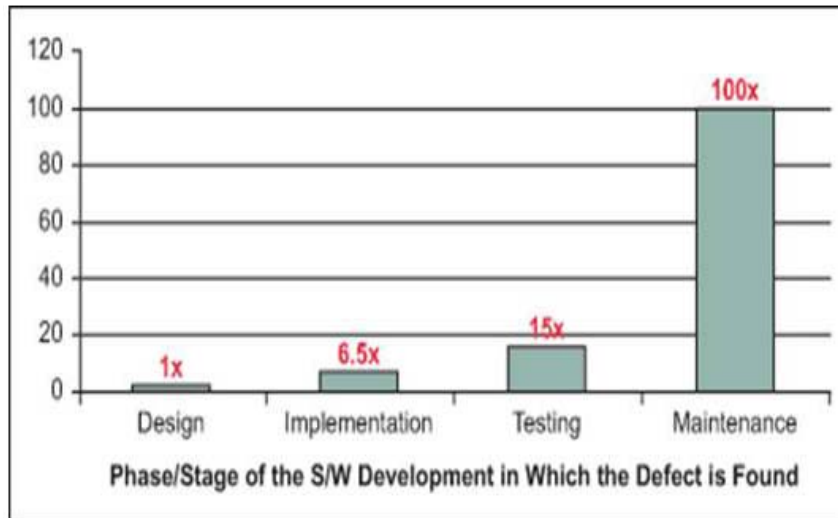 120
100
100x
80
60
40
20
15x
6.5x
1x
0
Design Implementation Testing Maintenance
Phase/Stage of the S/W Development in Which the Defect is Found